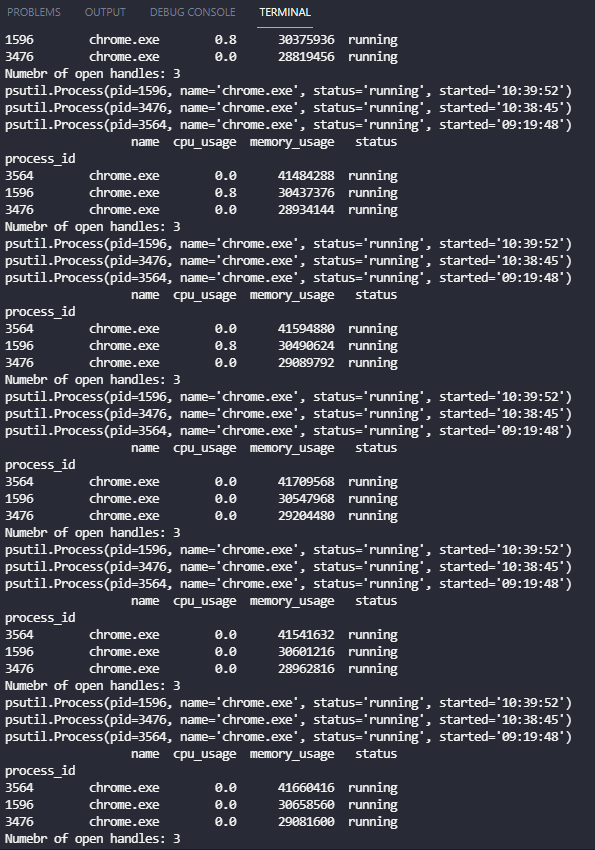 PROBLEMS OUTPUT DEBUG CONSOLE TERMINAL
1596 chrome.exe 0.8 30375936 running
3476 chrome.exe 0.0 28819456 running
Numebr of open handles: 3
psutil.Process(pid=1596, name='chrome.exe', status='running', started='10:39:52')
psutil.Process(pid=3476, name='chrome.exe', status='running', started='10:38:45')
psutil.Process(pid=3564, name='chrome.exe', status='running', started='09:19:48')
name cpu_usage memory_usage status
process_id
3564 chrome.exe 0.0 41484288 running
1596 chrome.exe 0.8 30437376 running
3476 chrome.exe 0.0 28934144 running
Numebr of open handles: 3
psutil.Process(pid=1596, name='chrome.exe', status='running', started='10:39:52')
psutil.Process(pid=3476, name='chrome.exe', status='running', started='10:38:45')
psutil.Process(pid=3564, name='chrome.exe', status='running', started='09:19:48')
name cpu_usage memory_usage status
process_id
3564 chrome.exe 0.0 41594880 running
1596 chrome.exe 0.8 30490624 running
3476 chrome.exe 0.0 29089792 running
Numebr of open handles: 3
psutil.Process(pid=1596, name='chrome.exe', status='running', started='10:39:52')
psutil.Process(pid=3476, name='chrome.exe', status='running', started='10:38:45')
psutil.Process(pid=3564, name='chrome.exe', status='running', started='09:19:48')
name cpu_usage memory_usage status
process_id
3564 chrome.exe 0.0 41709568 running
1596 chrome.exe 0.0 30547968 running
3476 chrome.exe 0.0 29204480 running
Numebr of open handles: 3
psutil.Process(pid=1596, name='chrome.exe', status='running', started='10:39:52')
psutil.Process(pid=3476, name='chrome.exe', status='running', started='10:38:45')
psutil.Process(pid=3564, name='chrome.exe', status='running', started='09:19:48')
name cpu_usage memory_usage status
process_id
3564 chrome.exe 0.0 41541632 running
1596 chrome.exe 0.0 30601216 running
3476 chrome.exe 0.0 28962816 running
Numebr of open handles: 3
psutil.Process(pid=1596, name='chrome.exe', status='running', started='10:39:52')
psutil.Process(pid=3476, name='chrome.exe', status='running', started='10:38:45')
psutil.Process(pid=3564, name='chrome.exe', status='running', started='09:19:48')
name cpu_usage memory_usage status
process_id
3564 chrome.exe 0.0 41660416 running
1596 chrome.exe 0.0 30658560 running
3476 chrome.exe 0.0 29081600 running
Numebr of open handles: 3